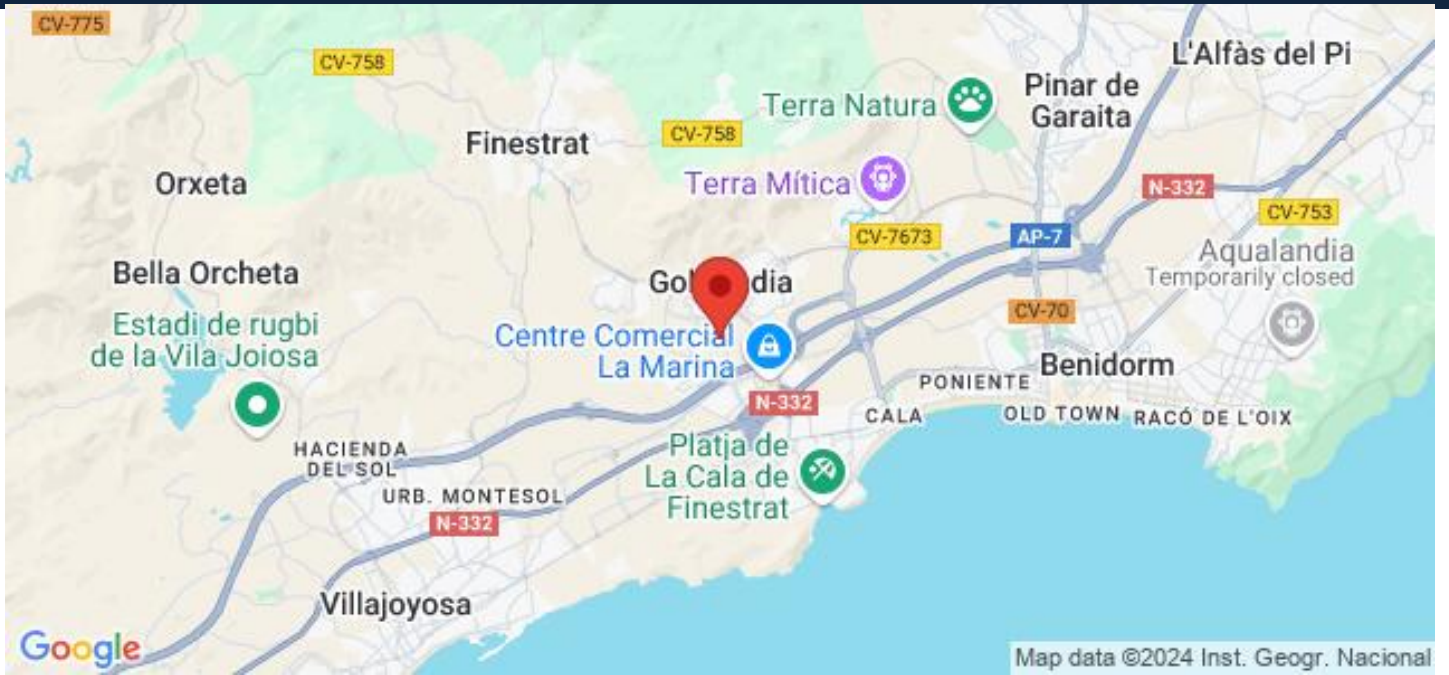 CV-775
CV-758
L'Alfàs del Pi
Pinar de
Garaita
Terra Natura
Finestrat
CV-758
Orxeta
Terra Mítica
N-332
CV-753
CV-7673
AP-7
Aqualandia
Temporarily closed
Bella Orcheta
CV-70
Estadi de rugbi
de la Vila Joiosa
Centre Comercial
La Marina
Benidorm
PONIENTE
N-332
CALA
OLD TOWN
RACÓ DE L'OIX
HACIENDA
DEL SOL
Platja de
La Cala de
Finestrat
URB. MONTESOL
N-332
Villajoyosa
Google
Map data ©2024 Inst. Geogr. Nacional